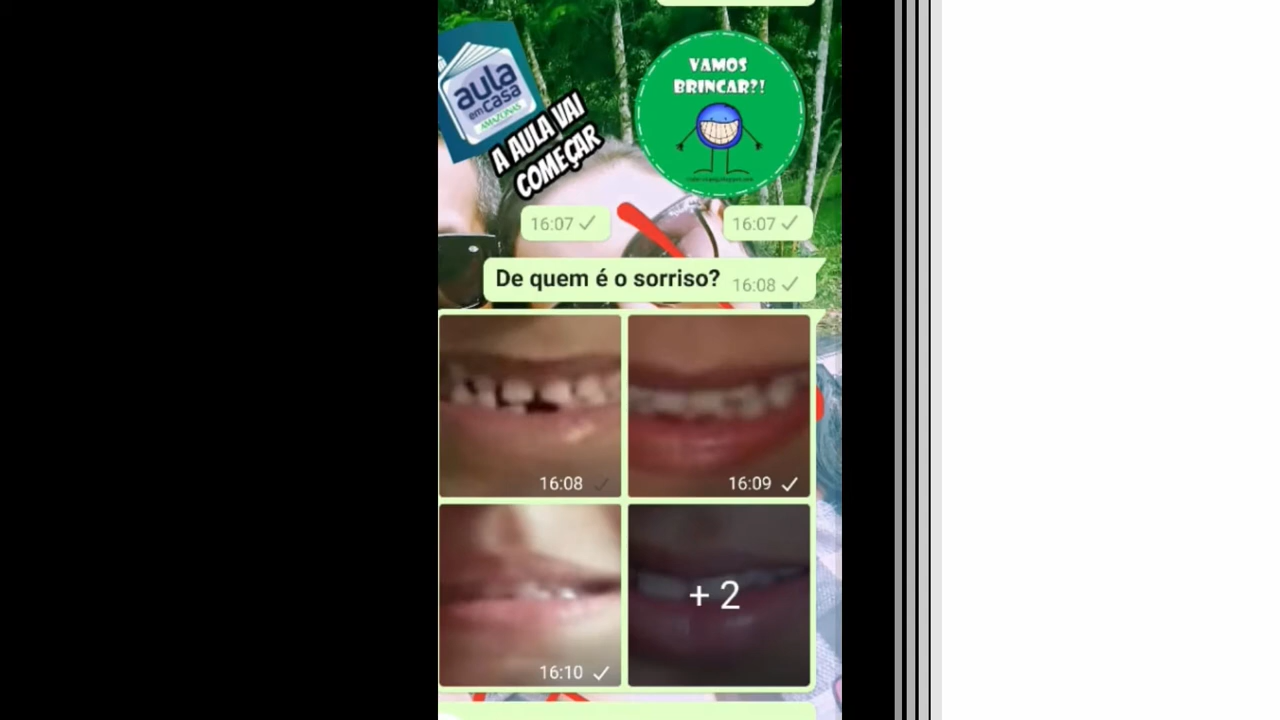 aula
em casa
AMAZONAS
A AULA VAI
COMEÇAR
VAMOS
BRINCAR?!
16:07
16:07
De quem é o sorriso? 16:08
16:08
16:09
16:10
+ 2